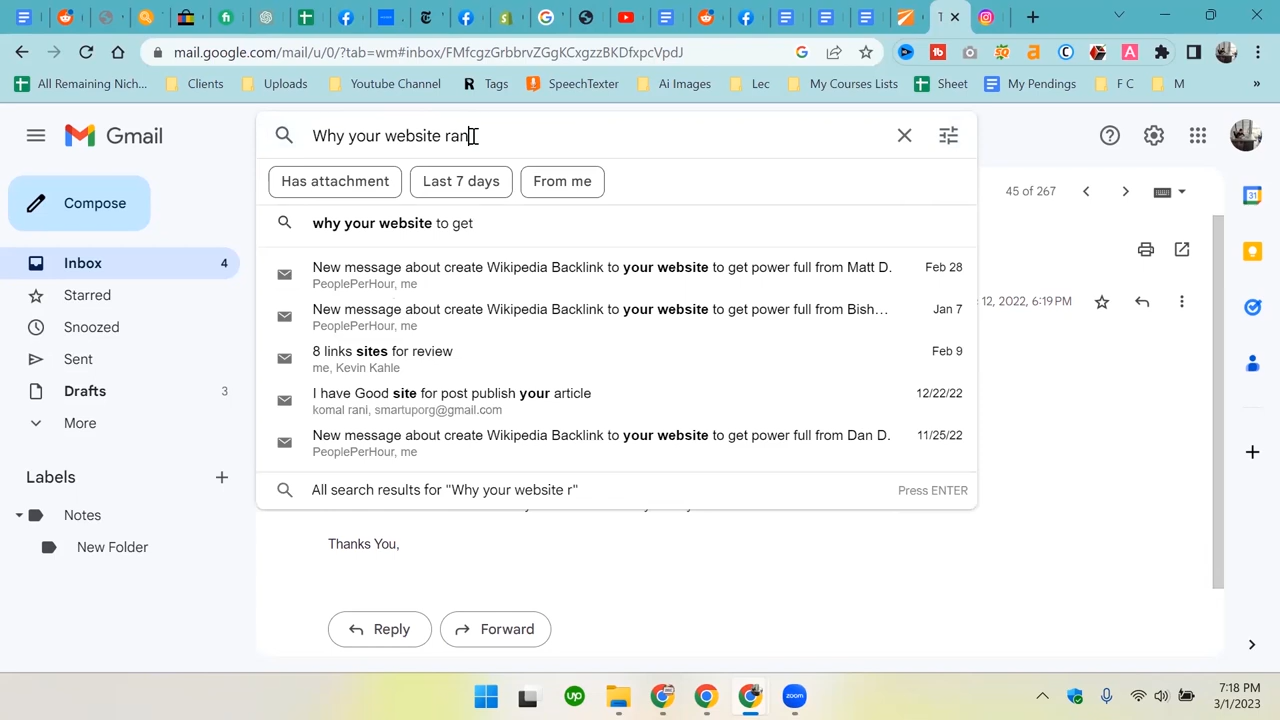 mail.google.com/mail/u/0/?tab=wm#inbox/FMfcgzGrbbrvZGgKCxgzzBKDfxpcVpdJ
All Remaining Nich...
Clients
Uploads
Youtube Channel
Tags
SpeechTexter
Ai Images
Lec
My Courses Lists
Sheet
My Pendings
F C
M
»
Gmail
Why your website ran
Compose
Has attachment
Last 7 days
From me
45 of 267
why your website to get
Inbox 4
New message about create Wikipedia Backlink to your website to get power full from Matt D. Feb 28
PeoplePerHour, me
Starred
12, 2022, 6:19 PM
New message about create Wikipedia Backlink to your website to get power full from Bish… Jan 7
PeoplePerHour, me
Snoozed
8 links sites for review Feb 9
me, Kevin Kahle
Sent
I have Good site for post publish your article 12/22/22
komal rani, smartuporg@gmail.com
Drafts 3
More
New message about create Wikipedia Backlink to your website to get power full from Dan D. 11/25/22
PeoplePerHour, me
Labels
All search results for "Why your website r" Press ENTER
Notes
New Folder
Thanks You,
Reply
Forward
7:18 PM
3/1/2023